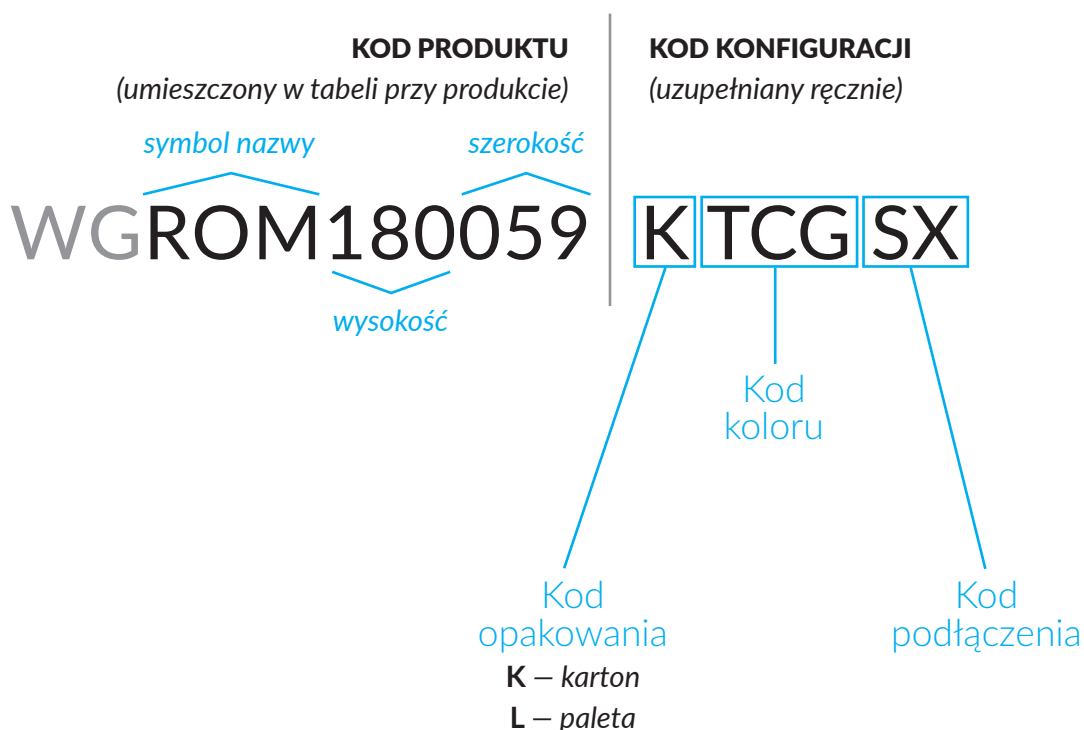 KOD PRODUKTU
(umieszczony w tabeli przy produkcie)
KOD KONFIGURACJI
(uzupełniany ręcznie)
symbol nazwy
szerokość
WGROM180059 K TCG SX
wysokość
Kod
koloru
Kod
opakowania
K — karton
L — paleta
Kod
podłączenia